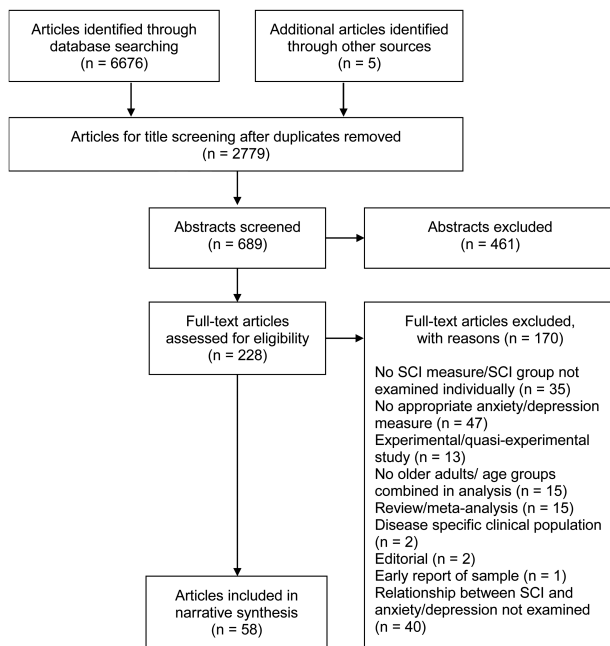 Articles identified through
database searching
(n = 6676)
Additional articles identified
through other sources
(n = 5)
Articles for title screening after duplicates removed
(n = 2779)
Abstracts screened
(n = 689)
Abstracts excluded
(n = 461)
Full-text articles
assessed for eligibility
(n = 228)
Full-text articles excluded,
with reasons (n = 170)
No SCI measure/SCI group not
examined individually (n = 35)
No appropriate anxiety/depression
measure (n = 47)
Experimental/quasi-experimental
study (n = 13)
No older adults/ age groups
combined in analysis (n = 15)
Review/meta-analysis (n = 15)
Disease specific clinical population
(n = 2)
Editorial (n = 2)
Early report of sample (n = 1)
Relationship between SCI and
anxiety/depression not examined
(n = 40)
Articles included in
narrative synthesis
(n = 58)